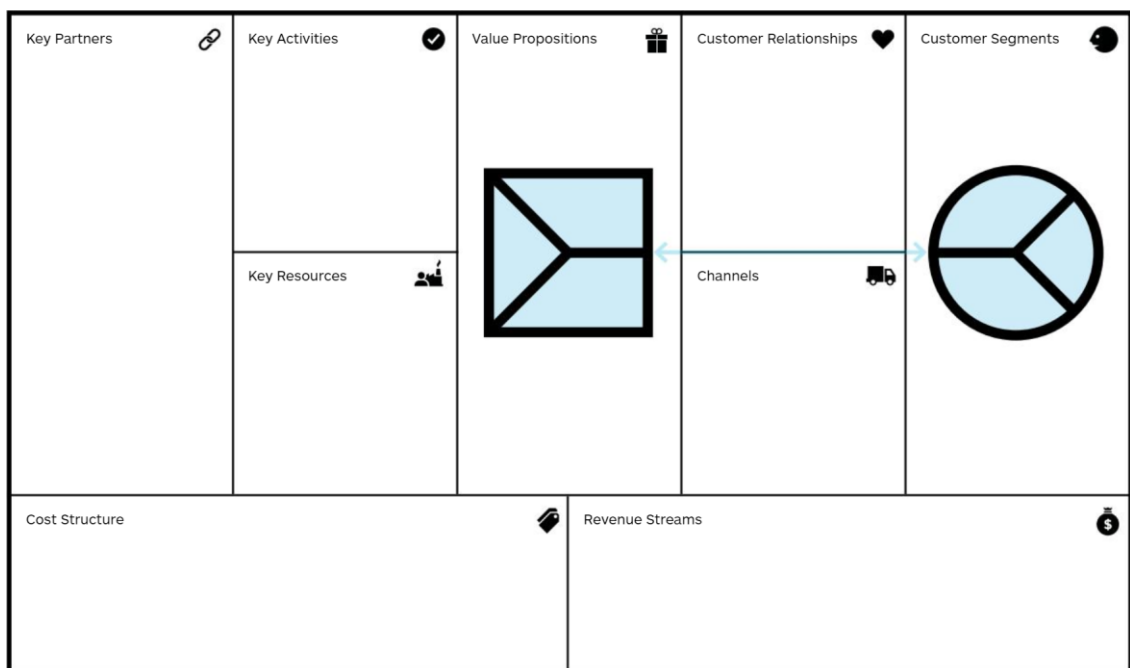 Key Partners
Key Activities
Value Propositions
Customer Relationships
Customer Segments
Key Resources
Channels
Cost Structure
Revenue Streams
$